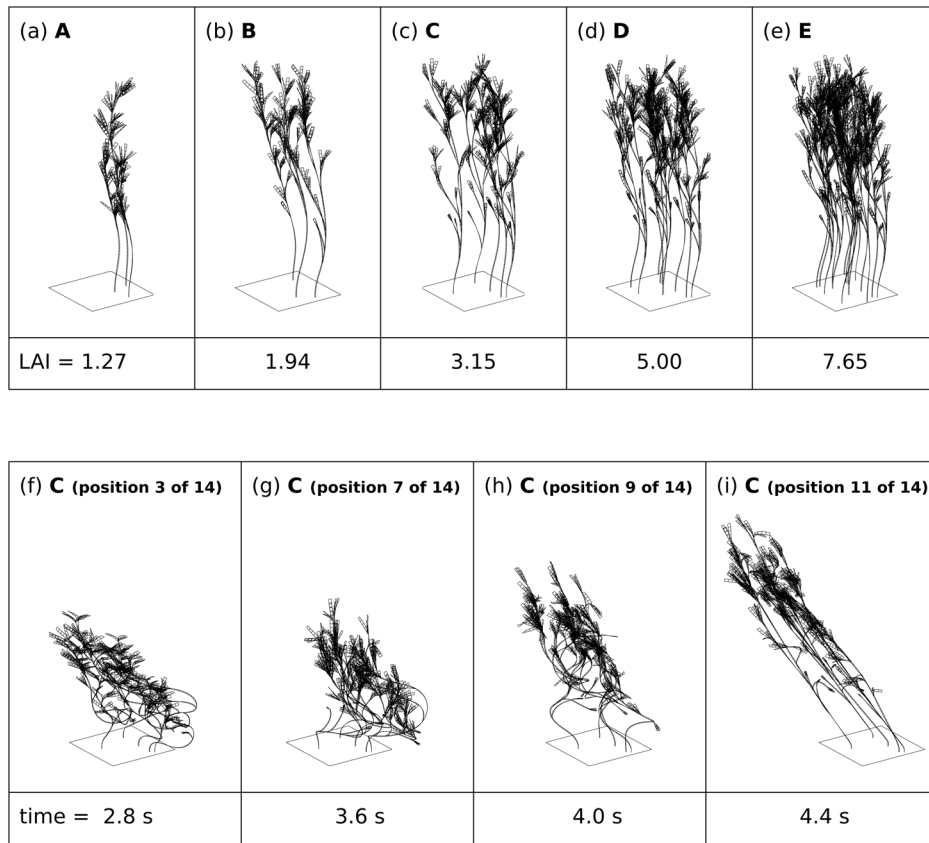 (a) A
(b) B
(c) C
(d) D
(e) E
LAI = 1.27
1.94
3.15
5.00
7.65
(f) C (position 3 of 14)
(g) C (position 7 of 14)
(h) C (position 9 of 14)
(i) C (position 11 of 14)
time = 2.8 s
3.6 s
4.0 s
4.4 s